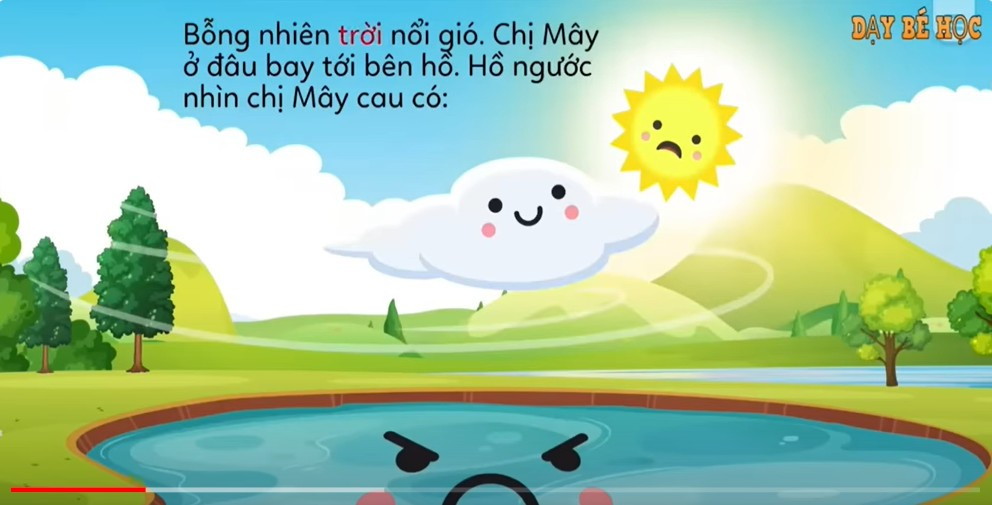 Bỗng nhiên trời nổi gió. Chị Mây
ở đâu bay tới bên hồ. Hồ ngước
nhìn chị Mây cau có:
DẠY BÉ HỌC